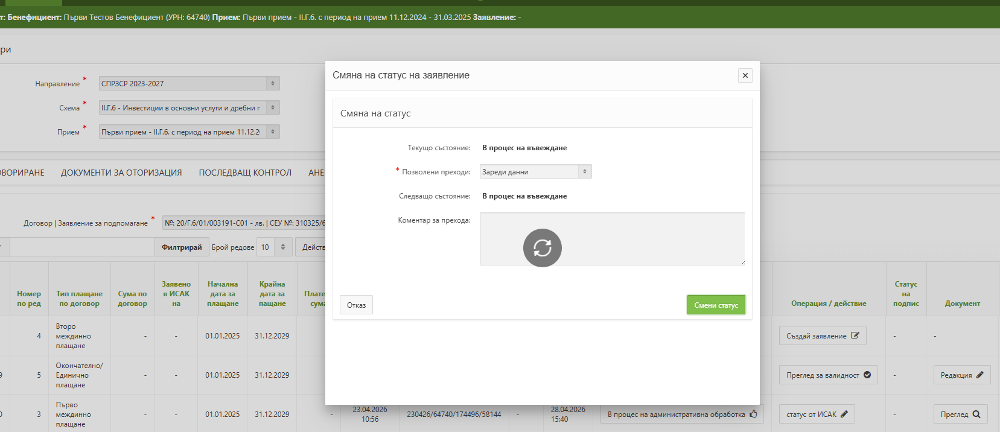 т: Бенефициент: Първи Тестов Бенефициент (УРН: 64740) Прием: Първи прием - II.Г.6. с период на прием 11.12.2024 - 31.03.2025 Заявление: -
ри
Направление *
СПРЗСР 2023-2027
Схема *
II.Г.6 - Инвестиции в основни услуги и дребни п
Прием *
Първи прием - II.Г.6. с период на прием 11.12.2
ОВОРИРАНЕ ДОКУМЕНТИ ЗА ОТОРИЗАЦИЯ ПОСЛЕДВАЩ КОНТРОЛ АНЕ
Договор | Заявление за подпомагане *
№: 20/Г.6/01/003191-C01 - лв. | СЕУ №: 310325/6
Филтрирай Брой редове 10 Действ
Смяна на статус на заявление
Смяна на статус
Текущо състояние: В процес на въвеждане
* Позволени преходи: Зареди данни
Следващо състояние: В процес на въвеждане
Коментар за прехода:
Отказ Смени статус
Номер по ред
Тип плащане по договор
Сума по договор
Заявено в ИСАК на
Начална дата за плащане
Крайна дата за пащане
Плате сума
Операция / действие
Статус на подпис
Документ
4 Второ междинно плащане - - 01.01.2025 31.12.2029 Създай заявление - -
9 5 Окончателно/ Единично плащане - - 01.01.2025 31.12.2029 Преглед за валидност - Редакция
0 3 Първо междинно плащане - - 01.01.2025 31.12.2029 - 23.04.2026 10:56 230426/64740/174496/58144 - 28.04.2026 15:40 В процес на административна обработка статус от ИСАК - Преглед